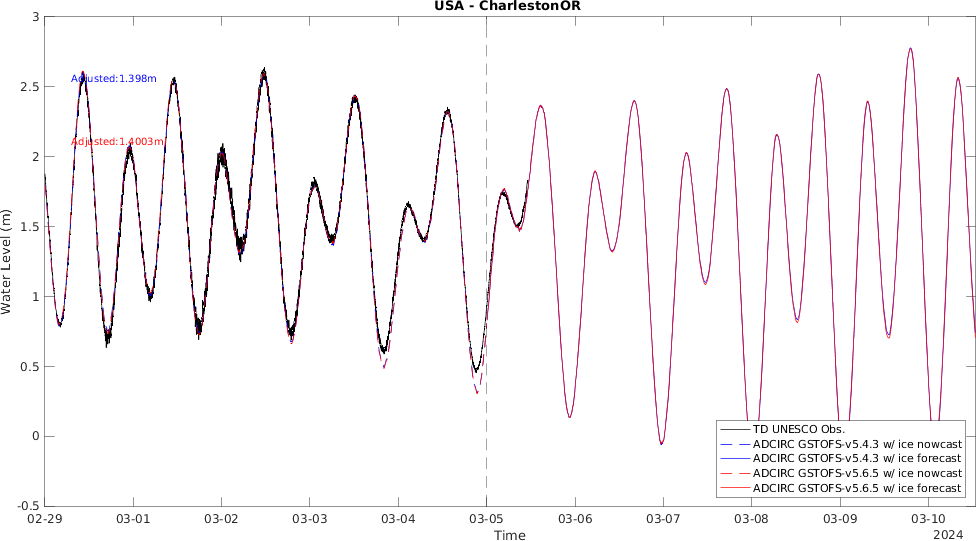 USA - CharlestonOR
3
2.5
2
1.5
1
0.5
0
-0.5
Water Level (m)
Adjusted:1.398m
Adjusted:1.4003m
TD UNESCO Obs.
ADCIRC GSTOFS-v5.4.3 w/ ice nowcast
ADCIRC GSTOFS-v5.4.3 w/ ice forecast
ADCIRC GSTOFS-v5.6.5 w/ ice nowcast
ADCIRC GSTOFS-v5.6.5 w/ ice forecast
02-29 03-01 03-02 03-03 03-04 03-05 03-06 03-07 03-08 03-09 03-10
Time
2024